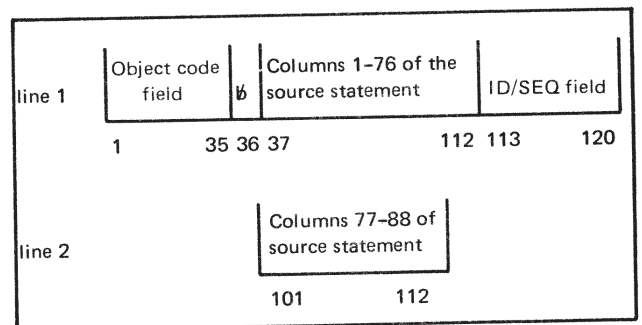 line 1
Object code
field
b̸
Columns 1-76 of the
source statement
ID/SEQ field
1
35
36
37
112
113
120
line 2
Columns 77-88 of
source statement
101
112